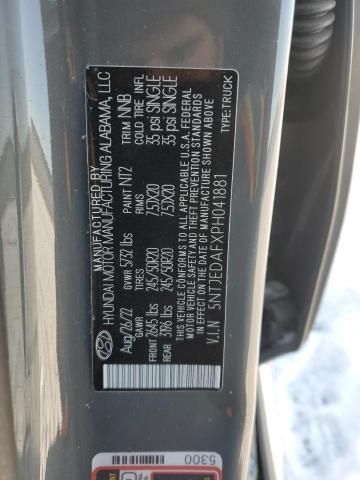 MANUFACTURED BY
HYUNDAI MOTOR MANUFACTURING ALABAMA, LLC
Aug/26/22 GVWR 5732 lbs PAINT NTZ TRIM NNB
GAWR TIRES RIMS COLD TIRE INFL
FRONT 2645 lbs 245/50R20 7.5JX20 35 psi SINGLE
REAR 3196 lbs 245/50R20 7.5JX20 35 psi SINGLE
THIS VEHICLE CONFORMS TO ALL APPLICABLE U.S.A. FEDERAL
MOTOR VEHICLE SAFETY AND THEFT PREVENTION STANDARDS
IN EFFECT ON THE DATE OF MANUFACTURE SHOWN ABOVE
V.I.N : 5NTJEDAFXPH041881 TYPE:TRUCK
5300